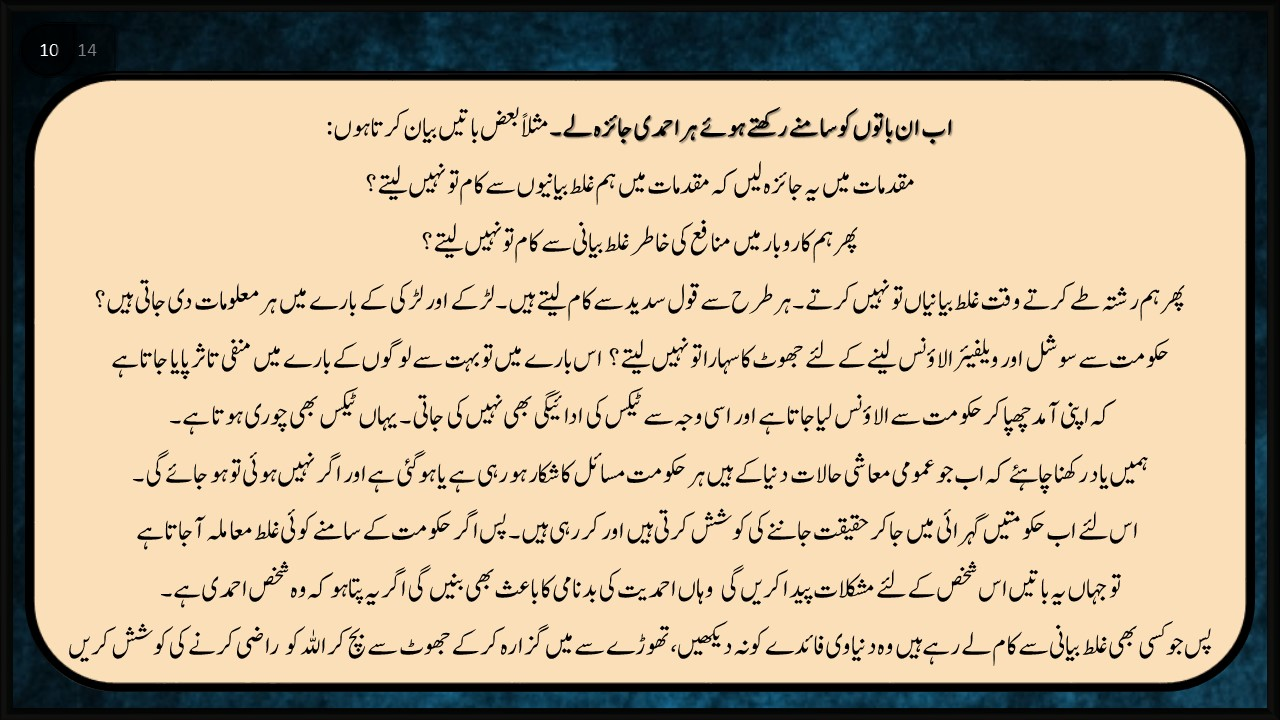 10 14
اب ان باتوں کو سامنے رکھتے ہوئے ہر احمدی جائزہ لے۔ مثلاً بعض باتیں بیان کرتا ہوں:
مقدمات میں یہ جائزہ لیں کہ مقدمات میں ہم غلط بیانیوں سے کام تو نہیں لیتے؟
پھر ہم کاروبار میں منافع کی خاطر غلط بیانی سے کام تو نہیں لیتے؟
پھر ہم رشتہ طے کرتے وقت غلط بیانیاں تو نہیں کرتے۔ ہر طرح سے قول سدید سے کام لیتے ہیں۔ لڑکے اور لڑکی کے بارے میں ہر معلومات دی جاتی ہیں؟
حکومت سے سوشل اور ویلفیئر الاؤنس لینے کے لئے جھوٹ کا سہارا تو نہیں لیتے؟ اس بارے میں تو بہت سے لوگوں کے بارے میں منفی تاثر پایا جاتا ہے
کہ اپنی آمد چھپا کر حکومت سے الاؤنس لیا جاتا ہے اور اسی وجہ سے ٹیکس کی ادائیگی بھی نہیں کی جاتی۔ یہاں ٹیکس بھی چوری ہوتا ہے۔
ہمیں یاد رکھنا چاہئے کہ اب جو عمومی معاشی حالات دنیا کے ہیں ہر حکومت مسائل کا شکار ہو رہی ہے یا ہوگئی ہے اور اگر نہیں ہوئی تو ہو جائے گی۔
اس لئے اب حکومتیں گہرائی میں جا کر حقیقت جاننے کی کوشش کرتی ہیں اور کر رہی ہیں۔ پس اگر حکومت کے سامنے کوئی غلط معاملہ آجاتا ہے
تو جہاں یہ باتیں اس شخص کے لئے مشکلات پیدا کریں گی وہاں احمدیت کی بدنامی کا باعث بھی بنیں گی اگر یہ پتا ہو کہ وہ شخص احمدی ہے۔
پس جو کسی بھی غلط بیانی سے کام لے رہے ہیں وہ دنیاوی فائدے کو نہ دیکھیں، تھوڑے سے میں گزارہ کر کے جھوٹ سے بچ کر اللہ کو راضی کرنے کی کوشش کریں